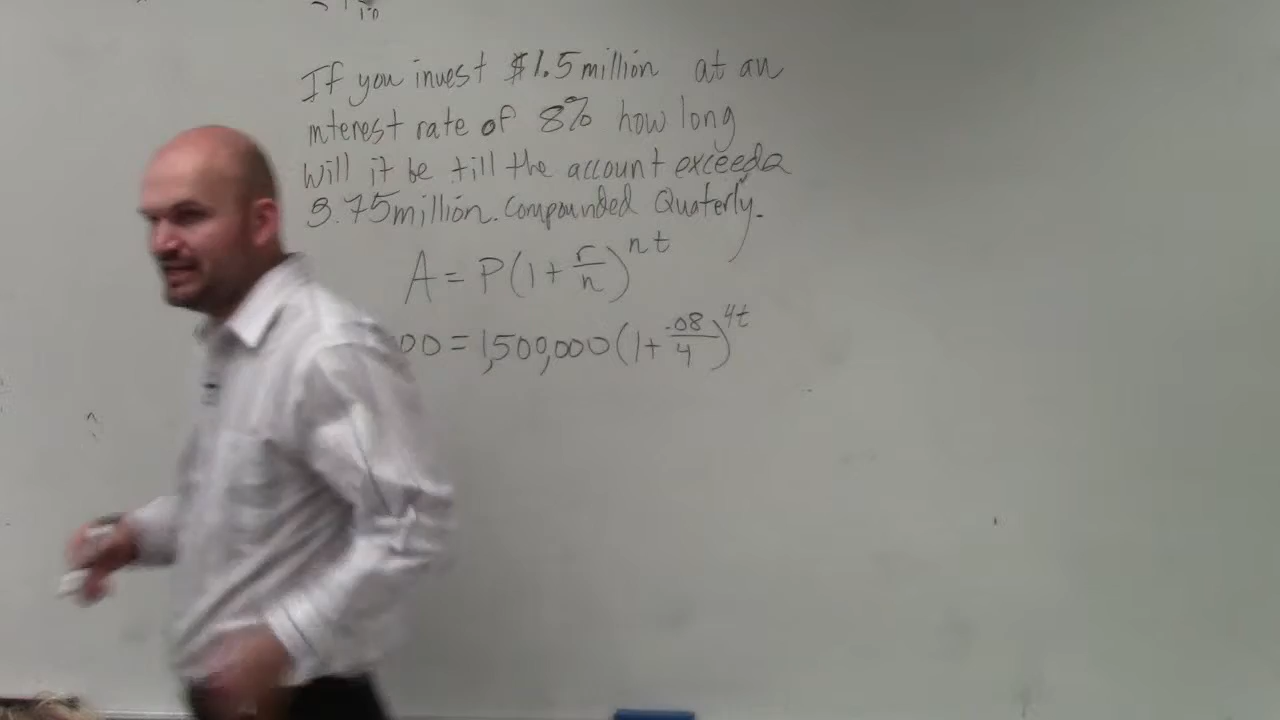 If you invest $1.5 million at an
interest rate of 8% how long
will it be till the account exceeds
3.75 million. Compounded Quaterly.
A = P(1 + r/n)^nt
00 = 1,500,000(1 + .08/4)^4t